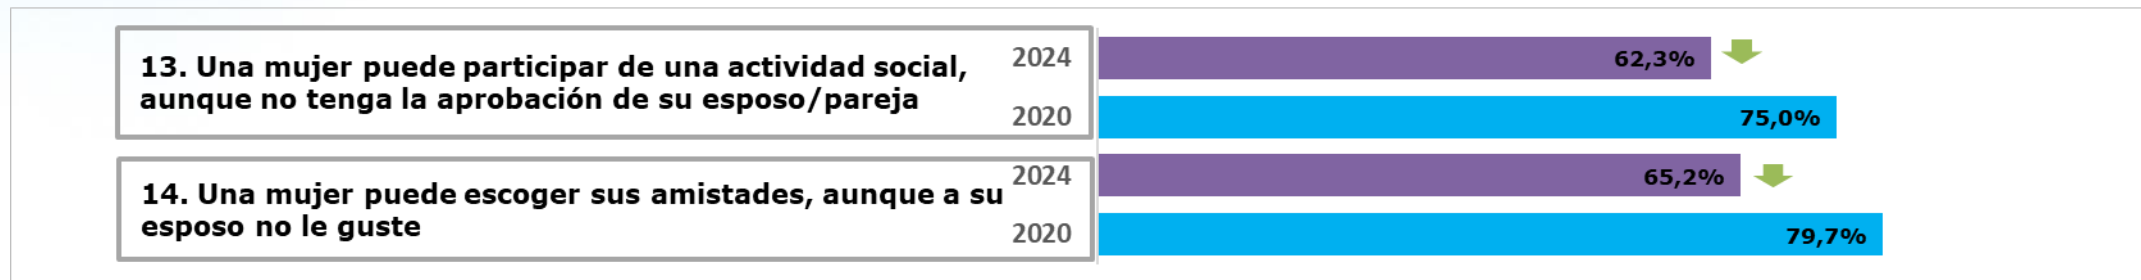 13. Una mujer puede participar de una actividad social,
aunque no tenga la aprobación de su esposo/pareja
2024
62,3%
2020
75,0%
14. Una mujer puede escoger sus amistades, aunque a su
esposo no le guste
2024
65,2%
2020
79,7%